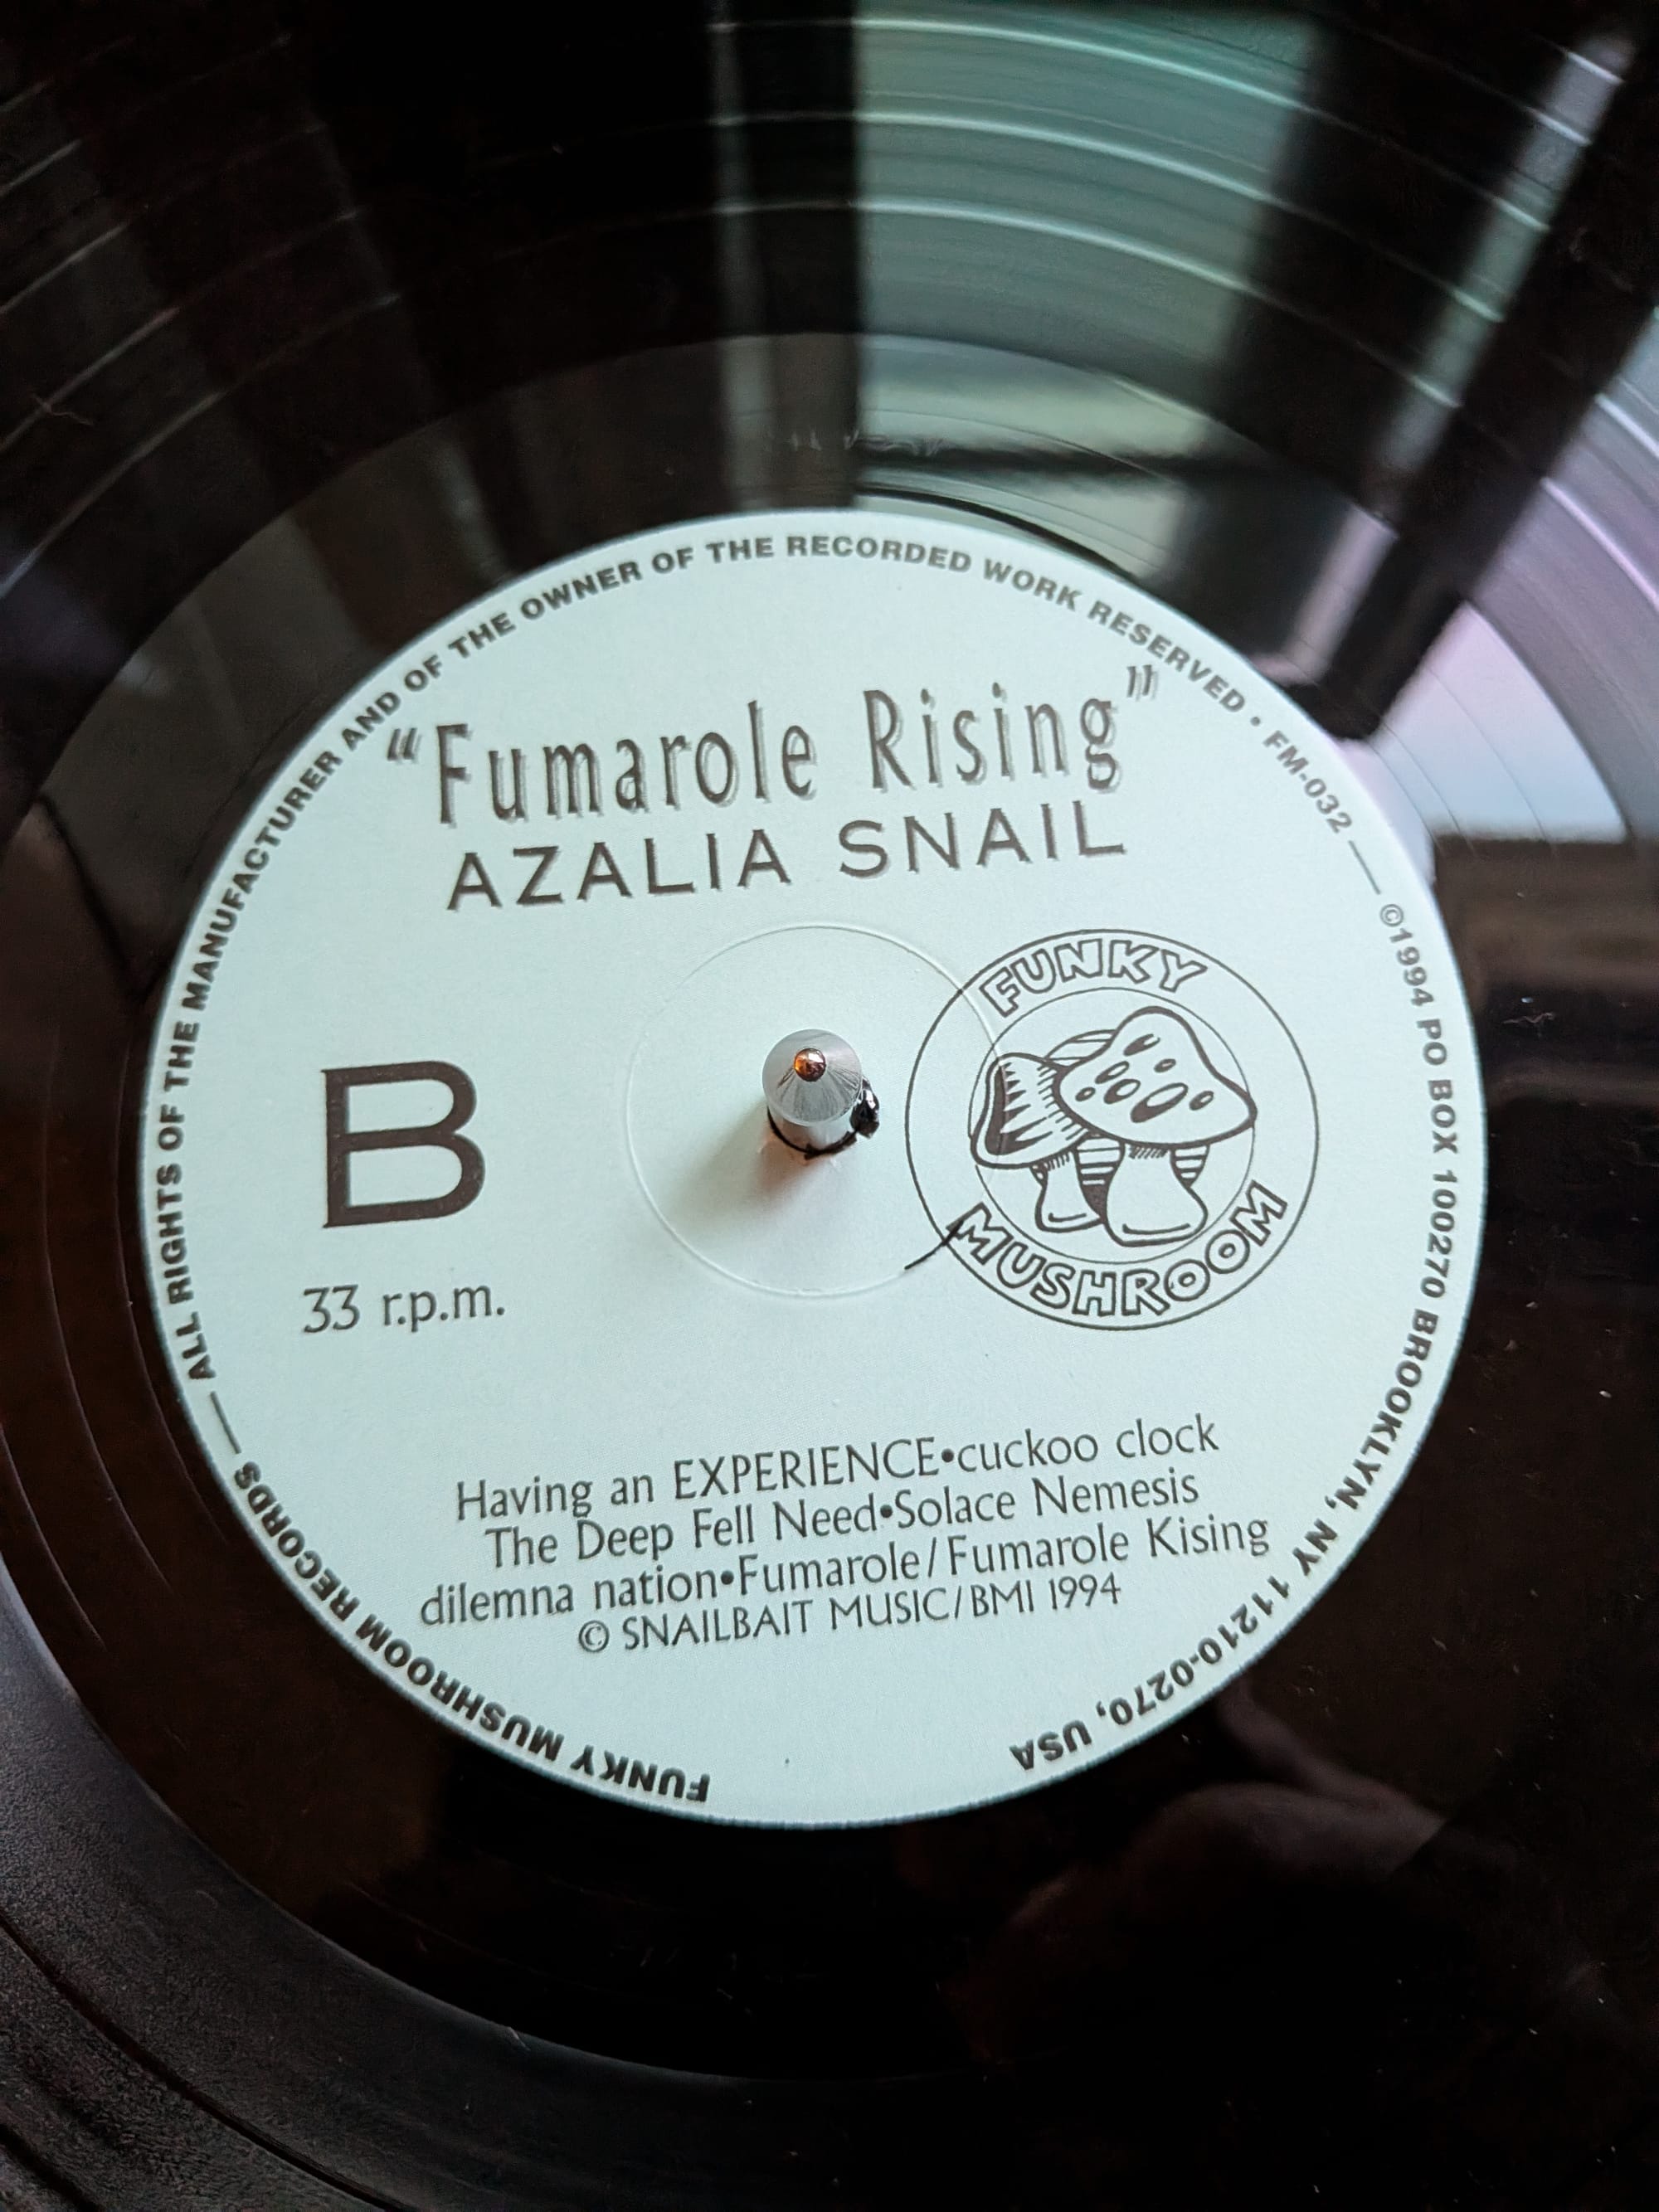 FUNKY MUSHROOM RECORDS — ALL RIGHTS OF THE MANUFACTURER AND OF THE OWNER OF THE RECORDED WORK RESERVED • FM-032 — ©1994 PO BOX 100270 BROOKLYN, NY 11210-0270, USA
"Fumarole Rising"
AZALIA SNAIL
FUNKY
MUSHROOM
B
33 r.p.m.
Having an EXPERIENCE•cuckoo clock
The Deep Fell Need•Solace Nemesis
dilemna nation•Fumarole/Fumarole Kising
© SNAILBAIT MUSIC/BMI 1994